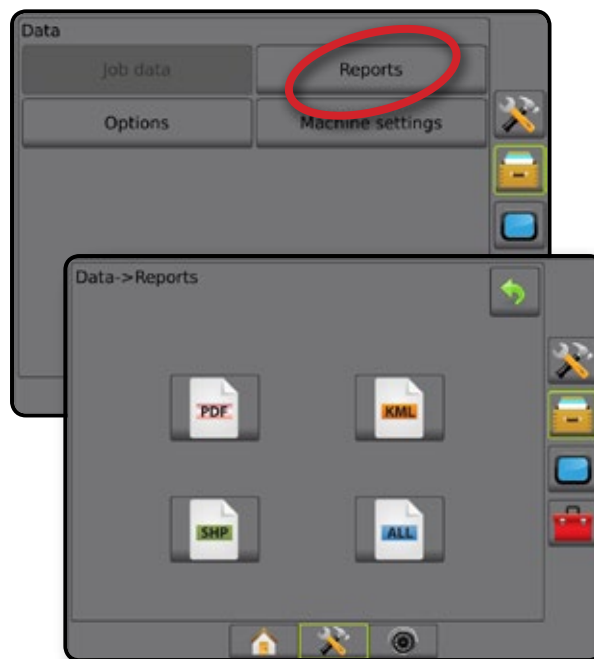 Data
Job data Reports
Options Machine settings
Data->Reports
PDF KML
SHP ALL